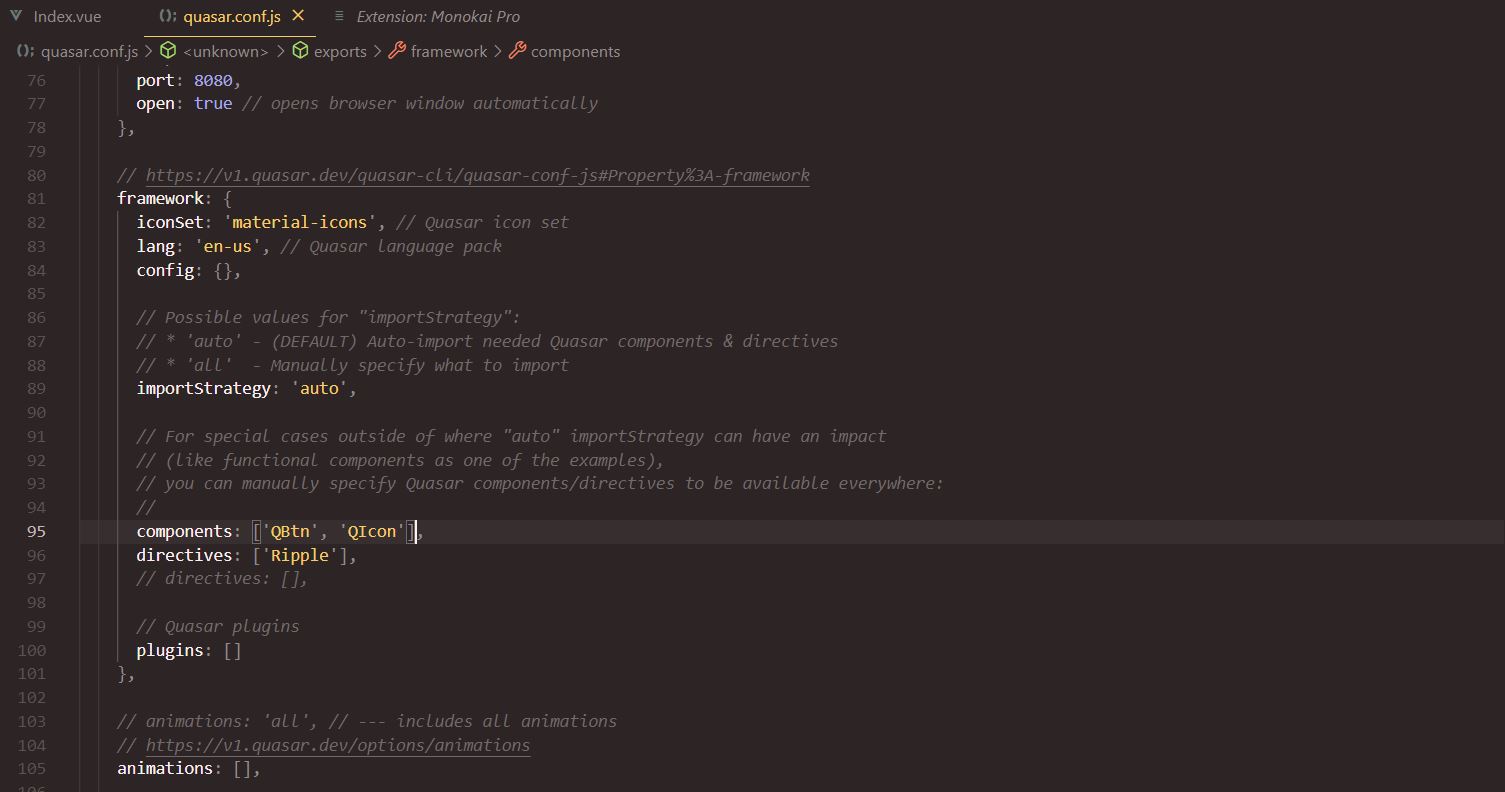 Index.vue
quasar.conf.js
Extension: Monokai Pro
quasar.conf.js > <unknown> > exports > framework > components
76 port: 8080,
77 open: true // opens browser window automatically
78 },
79
80 // https://v1.quasar.dev/quasar-cli/quasar-conf-js#Property%3A-framework
81 framework: {
82 iconSet: 'material-icons', // Quasar icon set
83 lang: 'en-us', // Quasar language pack
84 config: {},
85
86 // Possible values for "importStrategy":
87 // * 'auto' - (DEFAULT) Auto-import needed Quasar components & directives
88 // * 'all'  - Manually specify what to import
89 importStrategy: 'auto',
90
91 // For special cases outside of where "auto" importStrategy can have an impact
92 // (like functional components as one of the examples),
93 // you can manually specify Quasar components/directives to be available everywhere:
94 //
95 components: ['QBtn', 'QIcon'],
96 directives: ['Ripple'],
97 // directives: [],
98
99 // Quasar plugins
100 plugins: []
101 },
102
103 // animations: 'all', // --- includes all animations
104 // https://v1.quasar.dev/options/animations
105 animations: [],